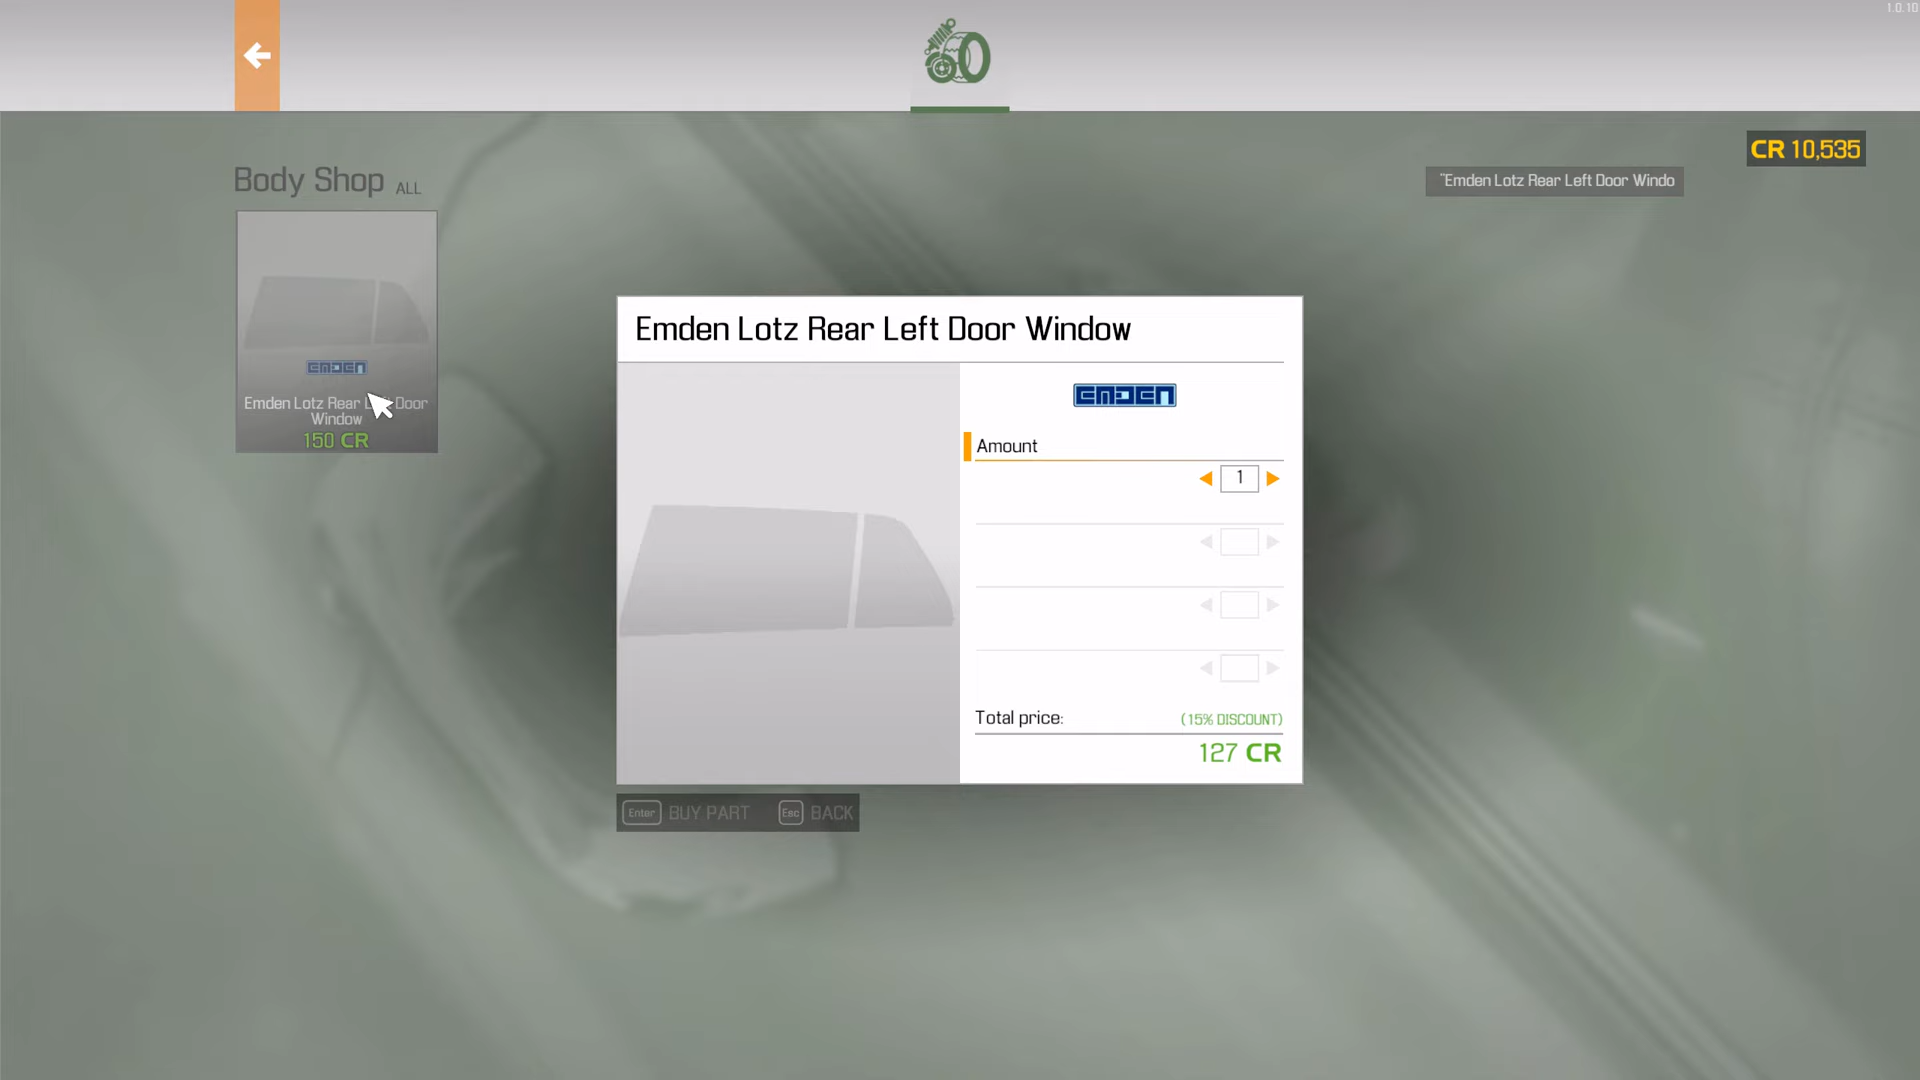 1.0.10
CR 10,535
Body Shop ALL
"Emden Lotz Rear Left Door Windo
EMDEN
Emden Lotz Rear Door
Window
150 CR
Emden Lotz Rear Left Door Window
EMDEN
Amount
1
Total price: (15% DISCOUNT)
127 CR
Enter BUY PART Esc BACK